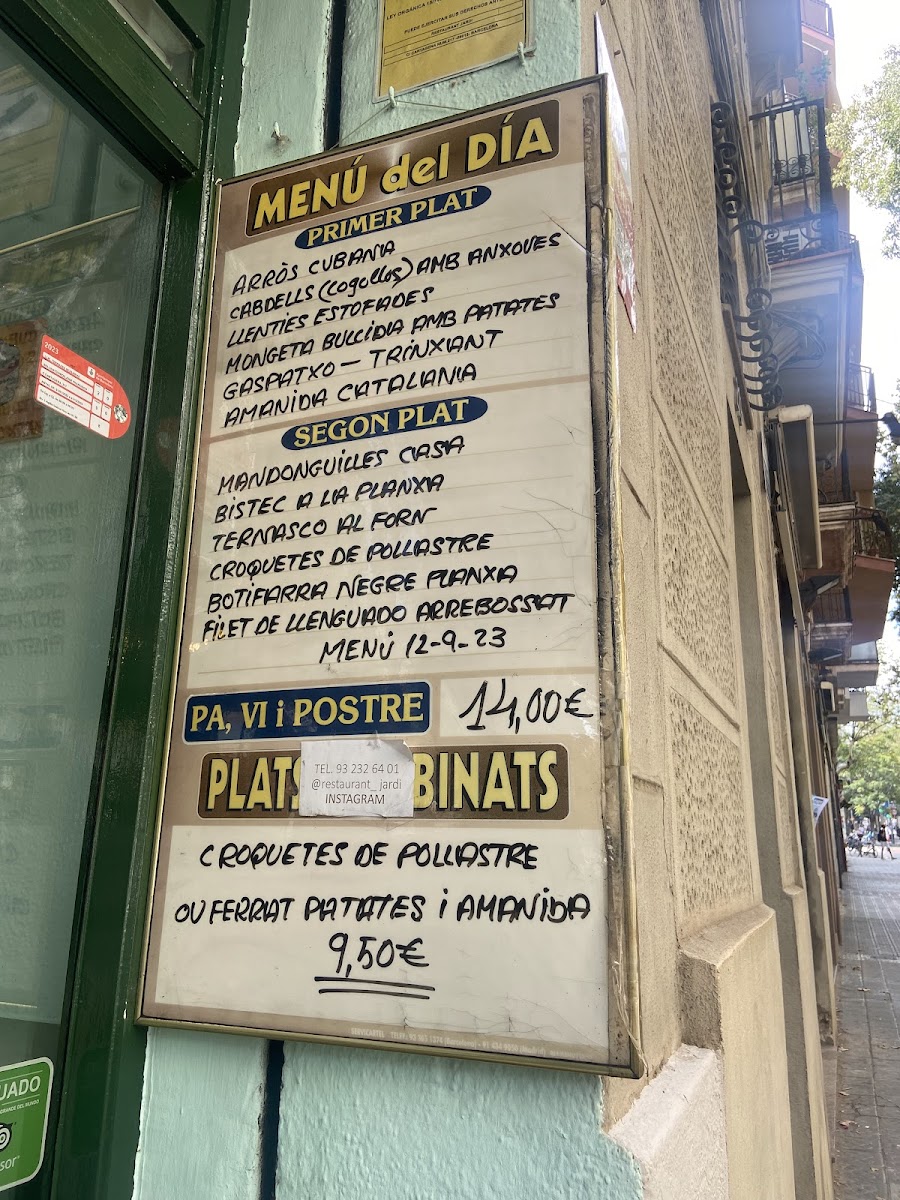 MENÚ del DÍA
PRIMER PLAT
ARRÒS CUBANA
CABDELLS (cogollos) AMB ANXOVES
LLENTIES ESTOFADES
MONGETA BULLIDIA AMB PATATES
GASPATXO - TRINXANT
AMANIDA CATALANA
SEGON PLAT
MANDONGUILLES CASA
BISTEC A LA PLANXA
TERNASCO AL FORN
CROQUETES DE POLLASTRE
BOTIFARRA NEGRE PLANXA
FILET DE LLENGUADO ARREBOSSAT
MENÚ 12-9-23
PA, VI i POSTRE 14,00€
PLATS BINATS
TEL. 93 232 64 01
@restaurant_jardi
INSTAGRAM
CROQUETES DE POLLASTRE
OU FERRAT PATATES i AMANIDA
9,50€
2023